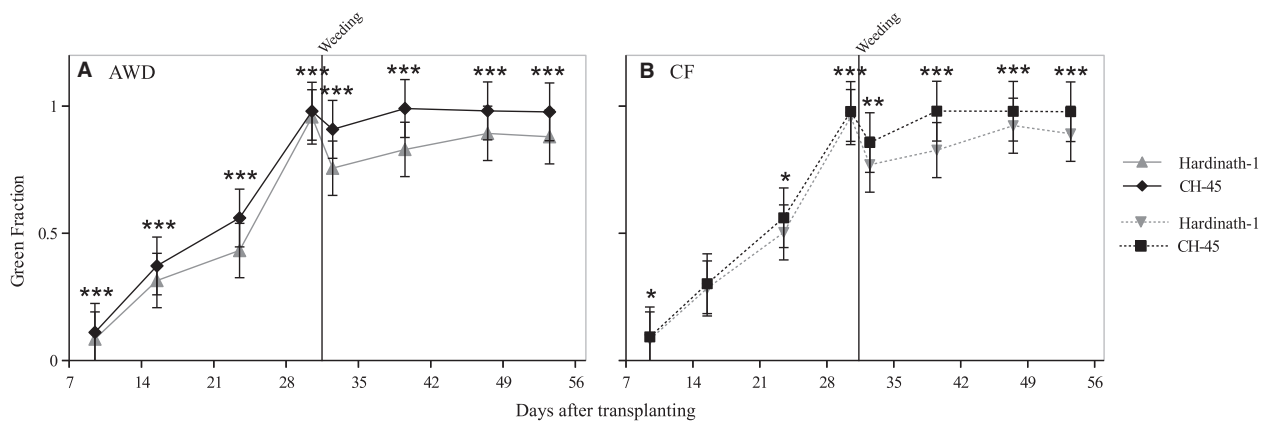 Weeding
Weeding
A AWD
B CF
*** *** *** *** *** *** *** ***
* * *** ** *** *** ***
Green Fraction
1
0.5
0
7 14 21 28 35 42 49 56
7 14 21 28 35 42 49 56
Days after transplanting
Hardinath-1
CH-45
Hardinath-1
CH-45